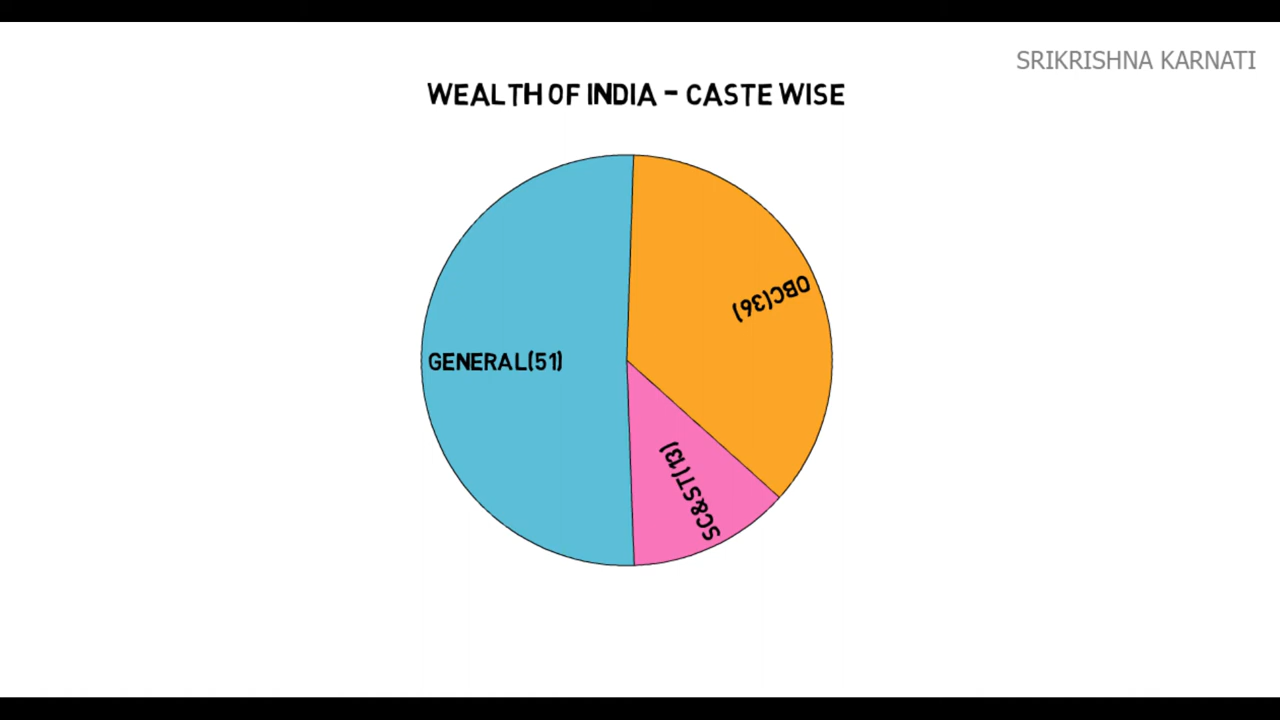 SRIKRISHNA KARNATI
WEALTH OF INDIA - CASTE WISE
OBC(36)
GENERAL(51)
SC&ST(13)